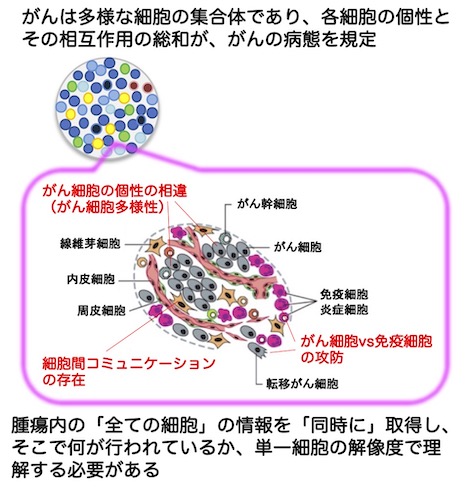 がんは多様な細胞の集合体であり、各細胞の個性と
その相互作用の総和が、がんの病態を規定
がん細胞の個性の相違
（がん細胞多様性）
がん幹細胞
線維芽細胞
がん細胞
内皮細胞
周皮細胞
免疫細胞
炎症細胞
がん細胞vs免疫細胞
の攻防
細胞間コミュニケーション
の存在
転移がん細胞
腫瘍内の「全ての細胞」の情報を「同時に」取得し、
そこで何が行われているか、単一細胞の解像度で理
解する必要がある